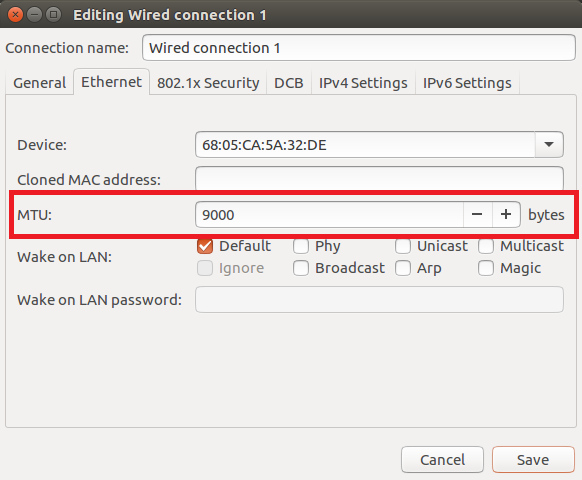 Editing Wired connection 1
Connection name: Wired connection 1
General Ethernet 802.1x Security DCB IPv4 Settings IPv6 Settings
Device: 68:05:CA:5A:32:DE
Cloned MAC address:
MTU: 9000 − + bytes
Wake on LAN: Default Phy Unicast Multicast
Ignore Broadcast Arp Magic
Wake on LAN password:
Cancel Save